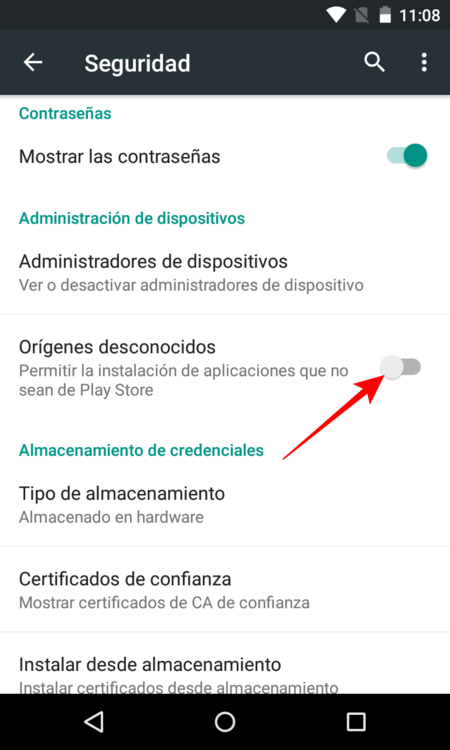 11:08
Seguridad
Contraseñas
Mostrar las contraseñas
Administración de dispositivos
Administradores de dispositivos
Ver o desactivar administradores de dispositivo
Orígenes desconocidos
Permitir la instalación de aplicaciones que no
sean de Play Store
Almacenamiento de credenciales
Tipo de almacenamiento
Almacenado en hardware
Certificados de confianza
Mostrar certificados de CA de confianza
Instalar desde almacenamiento
Instalar certificados desde almacenamiento